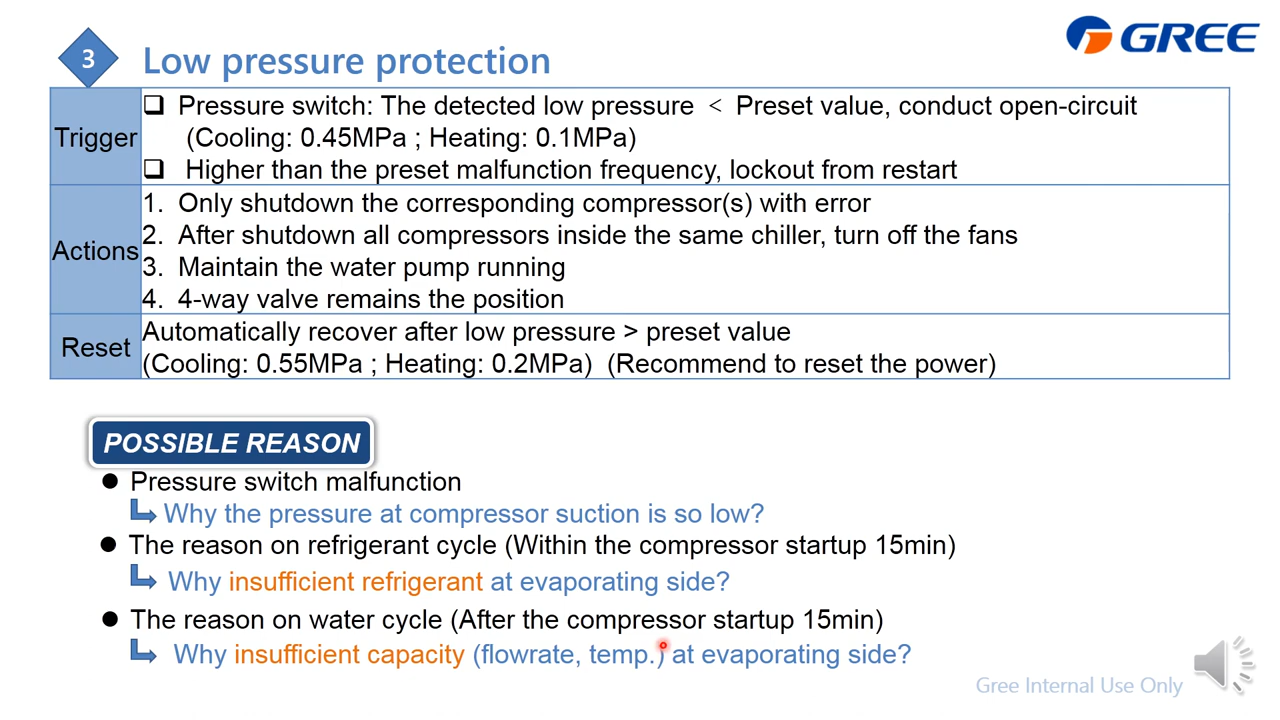 3
Low pressure protection
GREE
Trigger
❑ Pressure switch: The detected low pressure < Preset value, conduct open-circuit
(Cooling: 0.45MPa ; Heating: 0.1MPa)
❑ Higher than the preset malfunction frequency, lockout from restart
Actions
1. Only shutdown the corresponding compressor(s) with error
2. After shutdown all compressors inside the same chiller, turn off the fans
3. Maintain the water pump running
4. 4-way valve remains the position
Reset
Automatically recover after low pressure > preset value
(Cooling: 0.55MPa ; Heating: 0.2MPa) (Recommend to reset the power)
POSSIBLE REASON
● Pressure switch malfunction
Why the pressure at compressor suction is so low?
● The reason on refrigerant cycle (Within the compressor startup 15min)
Why insufficient refrigerant at evaporating side?
● The reason on water cycle (After the compressor startup 15min)
Why insufficient capacity (flowrate, temp.) at evaporating side?
Gree Internal Use Only